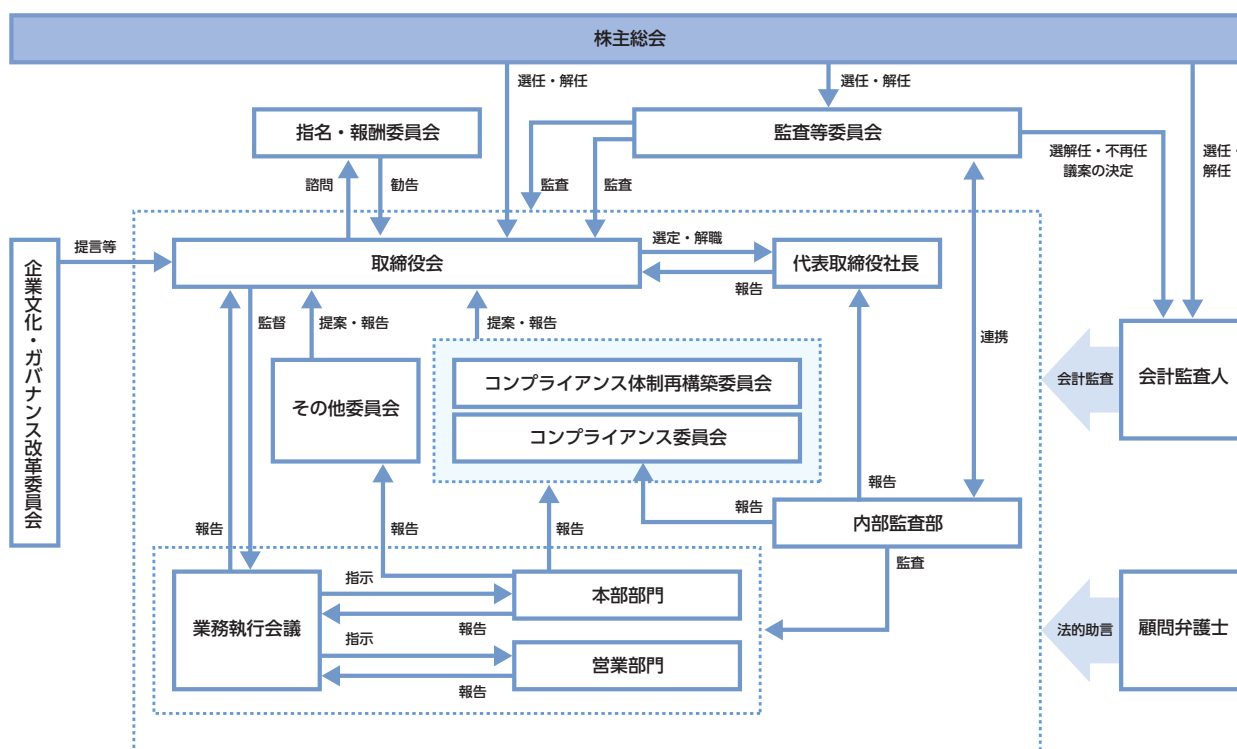 株主総会
選任・解任
選任・解任
指名・報酬委員会
監査等委員会
選解任・不再任
議案の決定
選任・
解任
諮問
勧告
監査
監査
提言等
企業文化・ガバナンス改革委員会
取締役会
選定・解職
報告
代表取締役社長
監督
提案・報告
提案・報告
連携
コンプライアンス体制再構築委員会
コンプライアンス委員会
その他委員会
会計監査
会計監査人
報告
報告
報告
報告
報告
内部監査部
監査
業務執行会議
指示
報告
本部部門
指示
報告
営業部門
法的助言
顧問弁護士